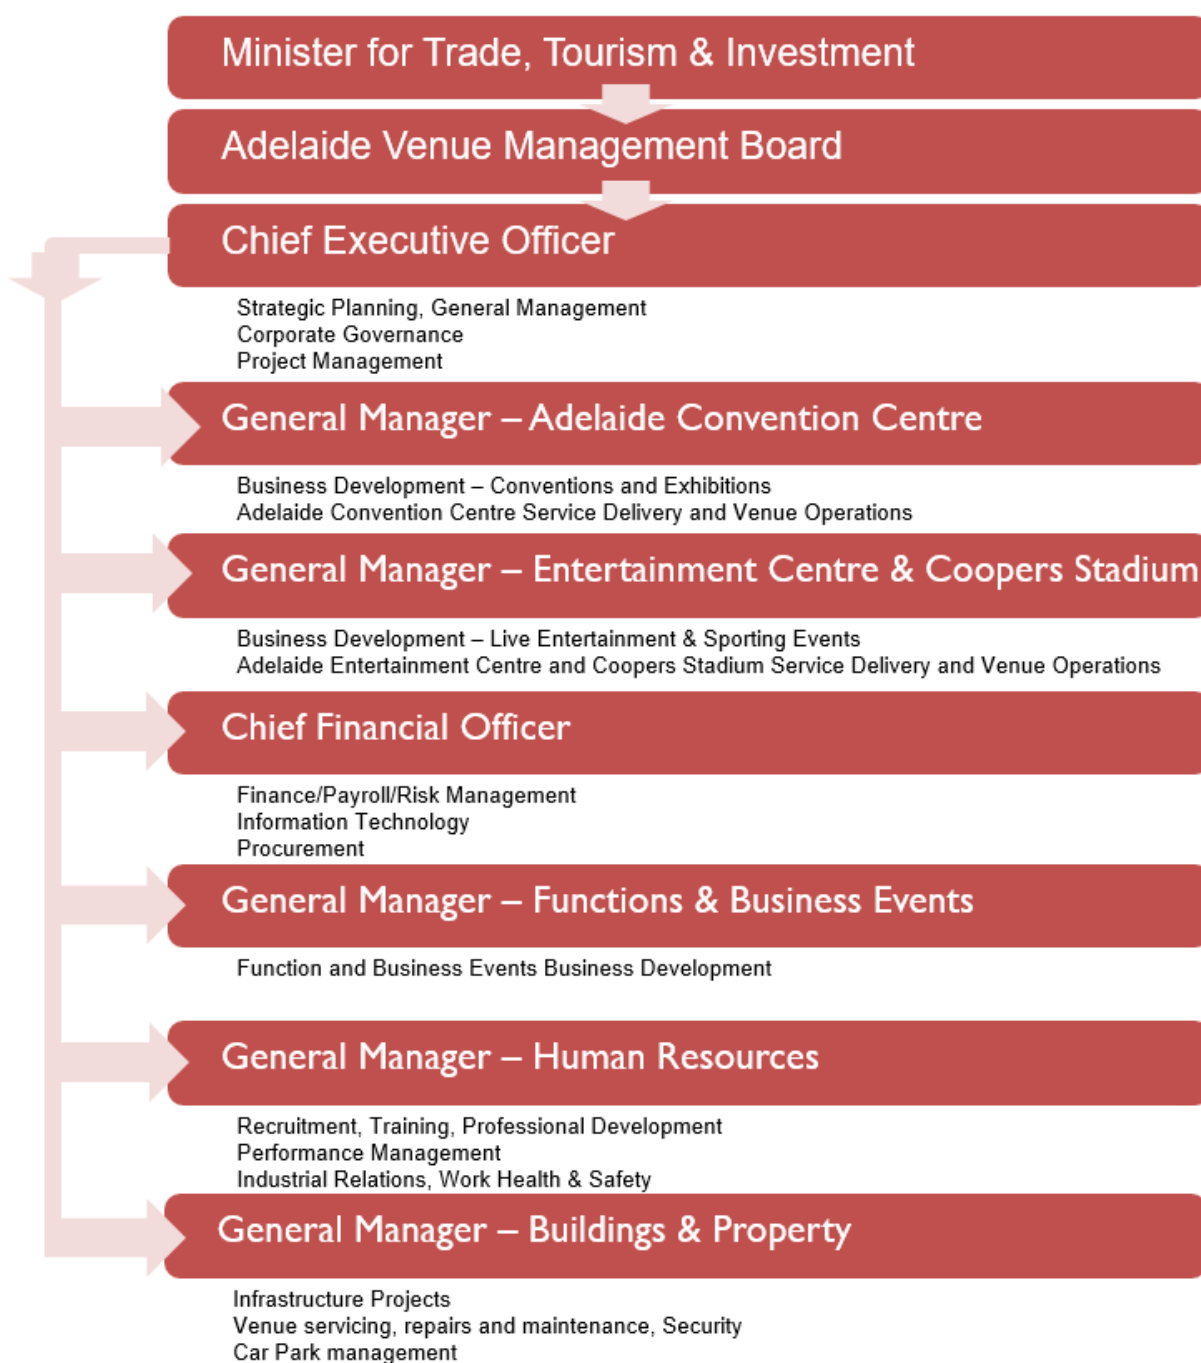 Minister for Trade, Tourism & Investment
Adelaide Venue Management Board
Chief Executive Officer
Strategic Planning, General Management
Corporate Governance
Project Management
General Manager – Adelaide Convention Centre
Business Development – Conventions and Exhibitions
Adelaide Convention Centre Service Delivery and Venue Operations
General Manager – Entertainment Centre & Coopers Stadium
Business Development – Live Entertainment & Sporting Events
Adelaide Entertainment Centre and Coopers Stadium Service Delivery and Venue Operations
Chief Financial Officer
Finance/Payroll/Risk Management
Information Technology
Procurement
General Manager – Functions & Business Events
Function and Business Events Business Development
General Manager – Human Resources
Recruitment, Training, Professional Development
Performance Management
Industrial Relations, Work Health & Safety
General Manager – Buildings & Property
Infrastructure Projects
Venue servicing, repairs and maintenance, Security
Car Park management